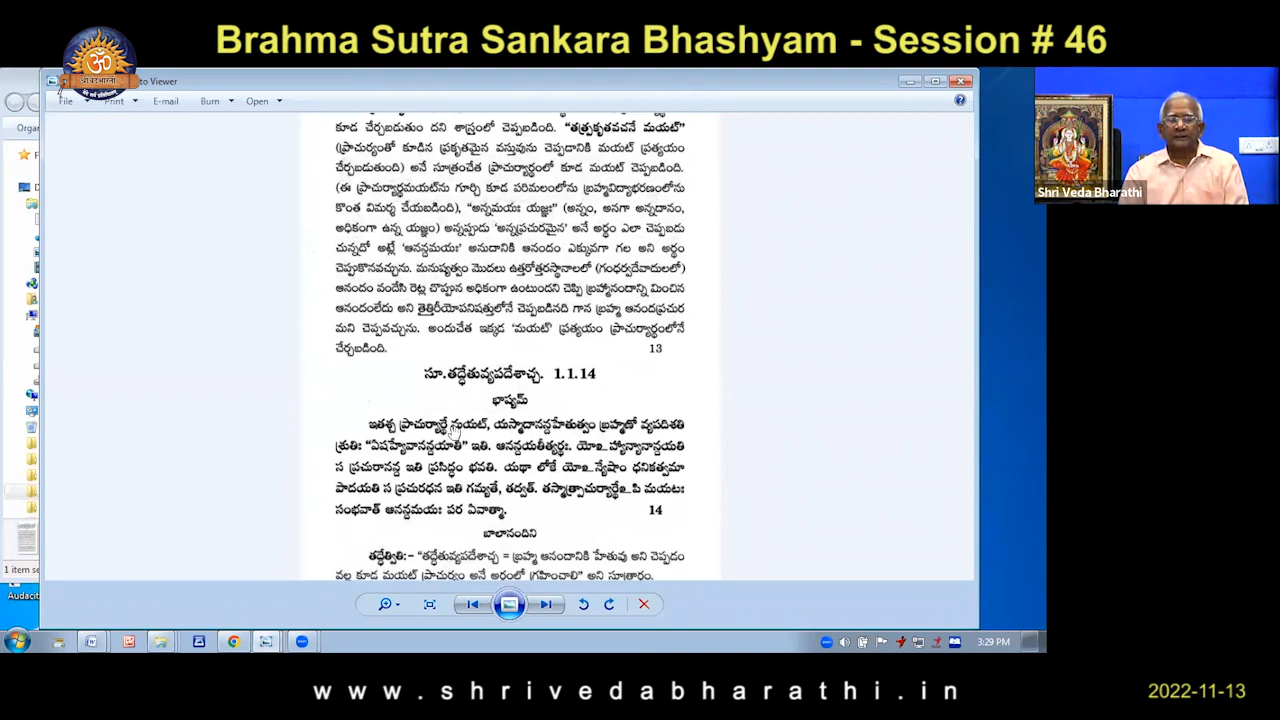 Brahma Sutra Sankara Bhashyam - Session # 46
to Viewer
File Print E-mail Burn Open
Organ
కూడ చేర్చబడుతుం దని శాస్త్రంలో చెప్పబడింది. “తత్ప్రకృతవచనే మయట్”
(ప్రాచుర్యంతో కూడిన ప్రకృతమైన వస్తువును చెప్పడానికి మయట్ ప్రత్యయం
చేర్చబడుతుంది) అనే సూత్రంచేత ప్రాచుర్యార్థంలో కూడ మయట్ చెప్పబడింది.
(ఈ ప్రాచుర్యార్థమయట్‌ను గూర్చి కూడ పరిమలంలోను బ్రహ్మవిద్యాభరణంలోను
కొంత విమర్శ చేయబడింది), “అన్నమయః యజ్ఞః” (అన్నం, అనగా అన్నదానం,
అధికంగా ఉన్న యజ్ఞం) అన్నప్పుడు ‘అన్నప్రచురమైన’ అనే అర్థం ఎలా చెప్పబడు
చున్నదో అట్లే ‘ఆనన్దమయః’ అనుదానికి ఆనందం ఎక్కువగా గల అని అర్థం
చెప్పుకొనవచ్చును. మనుష్యత్వం మొదలు ఉత్తరోత్తరస్థానాలలో (గంధర్వదేవాదులలో)
ఆనందం వందేసి రెట్ల చొప్పున అధికంగా ఉంటుందని చెప్పి బ్రహ్మానందాన్ని మించిన
ఆనందంలేదు అని తైత్తిరీయోపనిషత్తులోనే చెప్పబడినది గాన బ్రహ్మ ఆనందప్రచుర
మని చెప్పవచ్చును. అందుచేత ఇక్కడ ‘మయట్’ ప్రత్యయం ప్రాచుర్యార్థంలోనే
చేర్చబడింది. 13
సూ.తద్ధేతువ్యపదేశాచ్చ. 1.1.14
భాష్యమ్
ఇతశ్చ ప్రాచుర్యార్థే మయట్, యస్మాదానన్దహేతుత్వం బ్రహ్మణో వ్యపదిశతి
శ్రుతిః “ఏషహ్యేవానన్దయాతి” ఇతి. ఆనన్దయతీత్యర్థః. యోఽ హ్యన్యానానన్దయతి
స ప్రచురానన్ద ఇతి ప్రసిద్ధం భవతి. యథా లోకే యోఽ న్యేషాం ధనికత్వమా
పాదయతి స ప్రచురధన ఇతి గమ్యతే, తద్వత్. తస్మాత్ప్రాచుర్యార్థేఽ పి మయటః
సంభవాత్ ఆనన్దమయః పర ఏవాత్మా. 14
బాలానందిని
తద్ధేత్వితి:- “తద్ధేతువ్యపదేశాచ్చ = బ్రహ్మ ఆనందానికి హేతువు అని చెప్పడం
వల్ల కూడ మయట్ ప్రాచుర్యం అనే అర్థంలో గ్రహించాలి” అని సూత్రార్థం.
Shri Veda Bharathi
1 item se
Audacit
3:29 PM
www.shrivedabharathi.in
2022-11-13